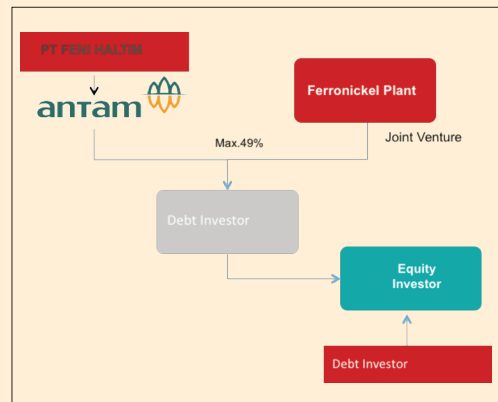 PT FENI HALTIM
antam
Ferronickel Plant
Max.49%
Joint Venture
Debt Investor
Equity
Investor
Debt Investor